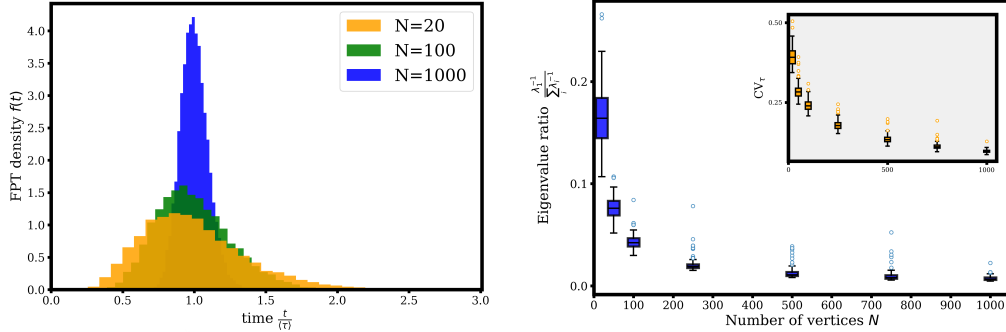 4.0
3.5
3.0
2.5
2.0
1.5
1.0
0.5
0.0
FPT density f(t)
N=20
N=100
N=1000
0.0 0.5 1.0 1.5 2.0 2.5 3.0
time t/⟨τ⟩
0.2
0.1
0.0
Eigenvalue ratio λ₁⁻¹/∑ᵢ λᵢ⁻¹
0.50
0.25
CVτ
0 500 1000
0 100 200 300 400 500 600 700 800 900 1000
Number of vertices N